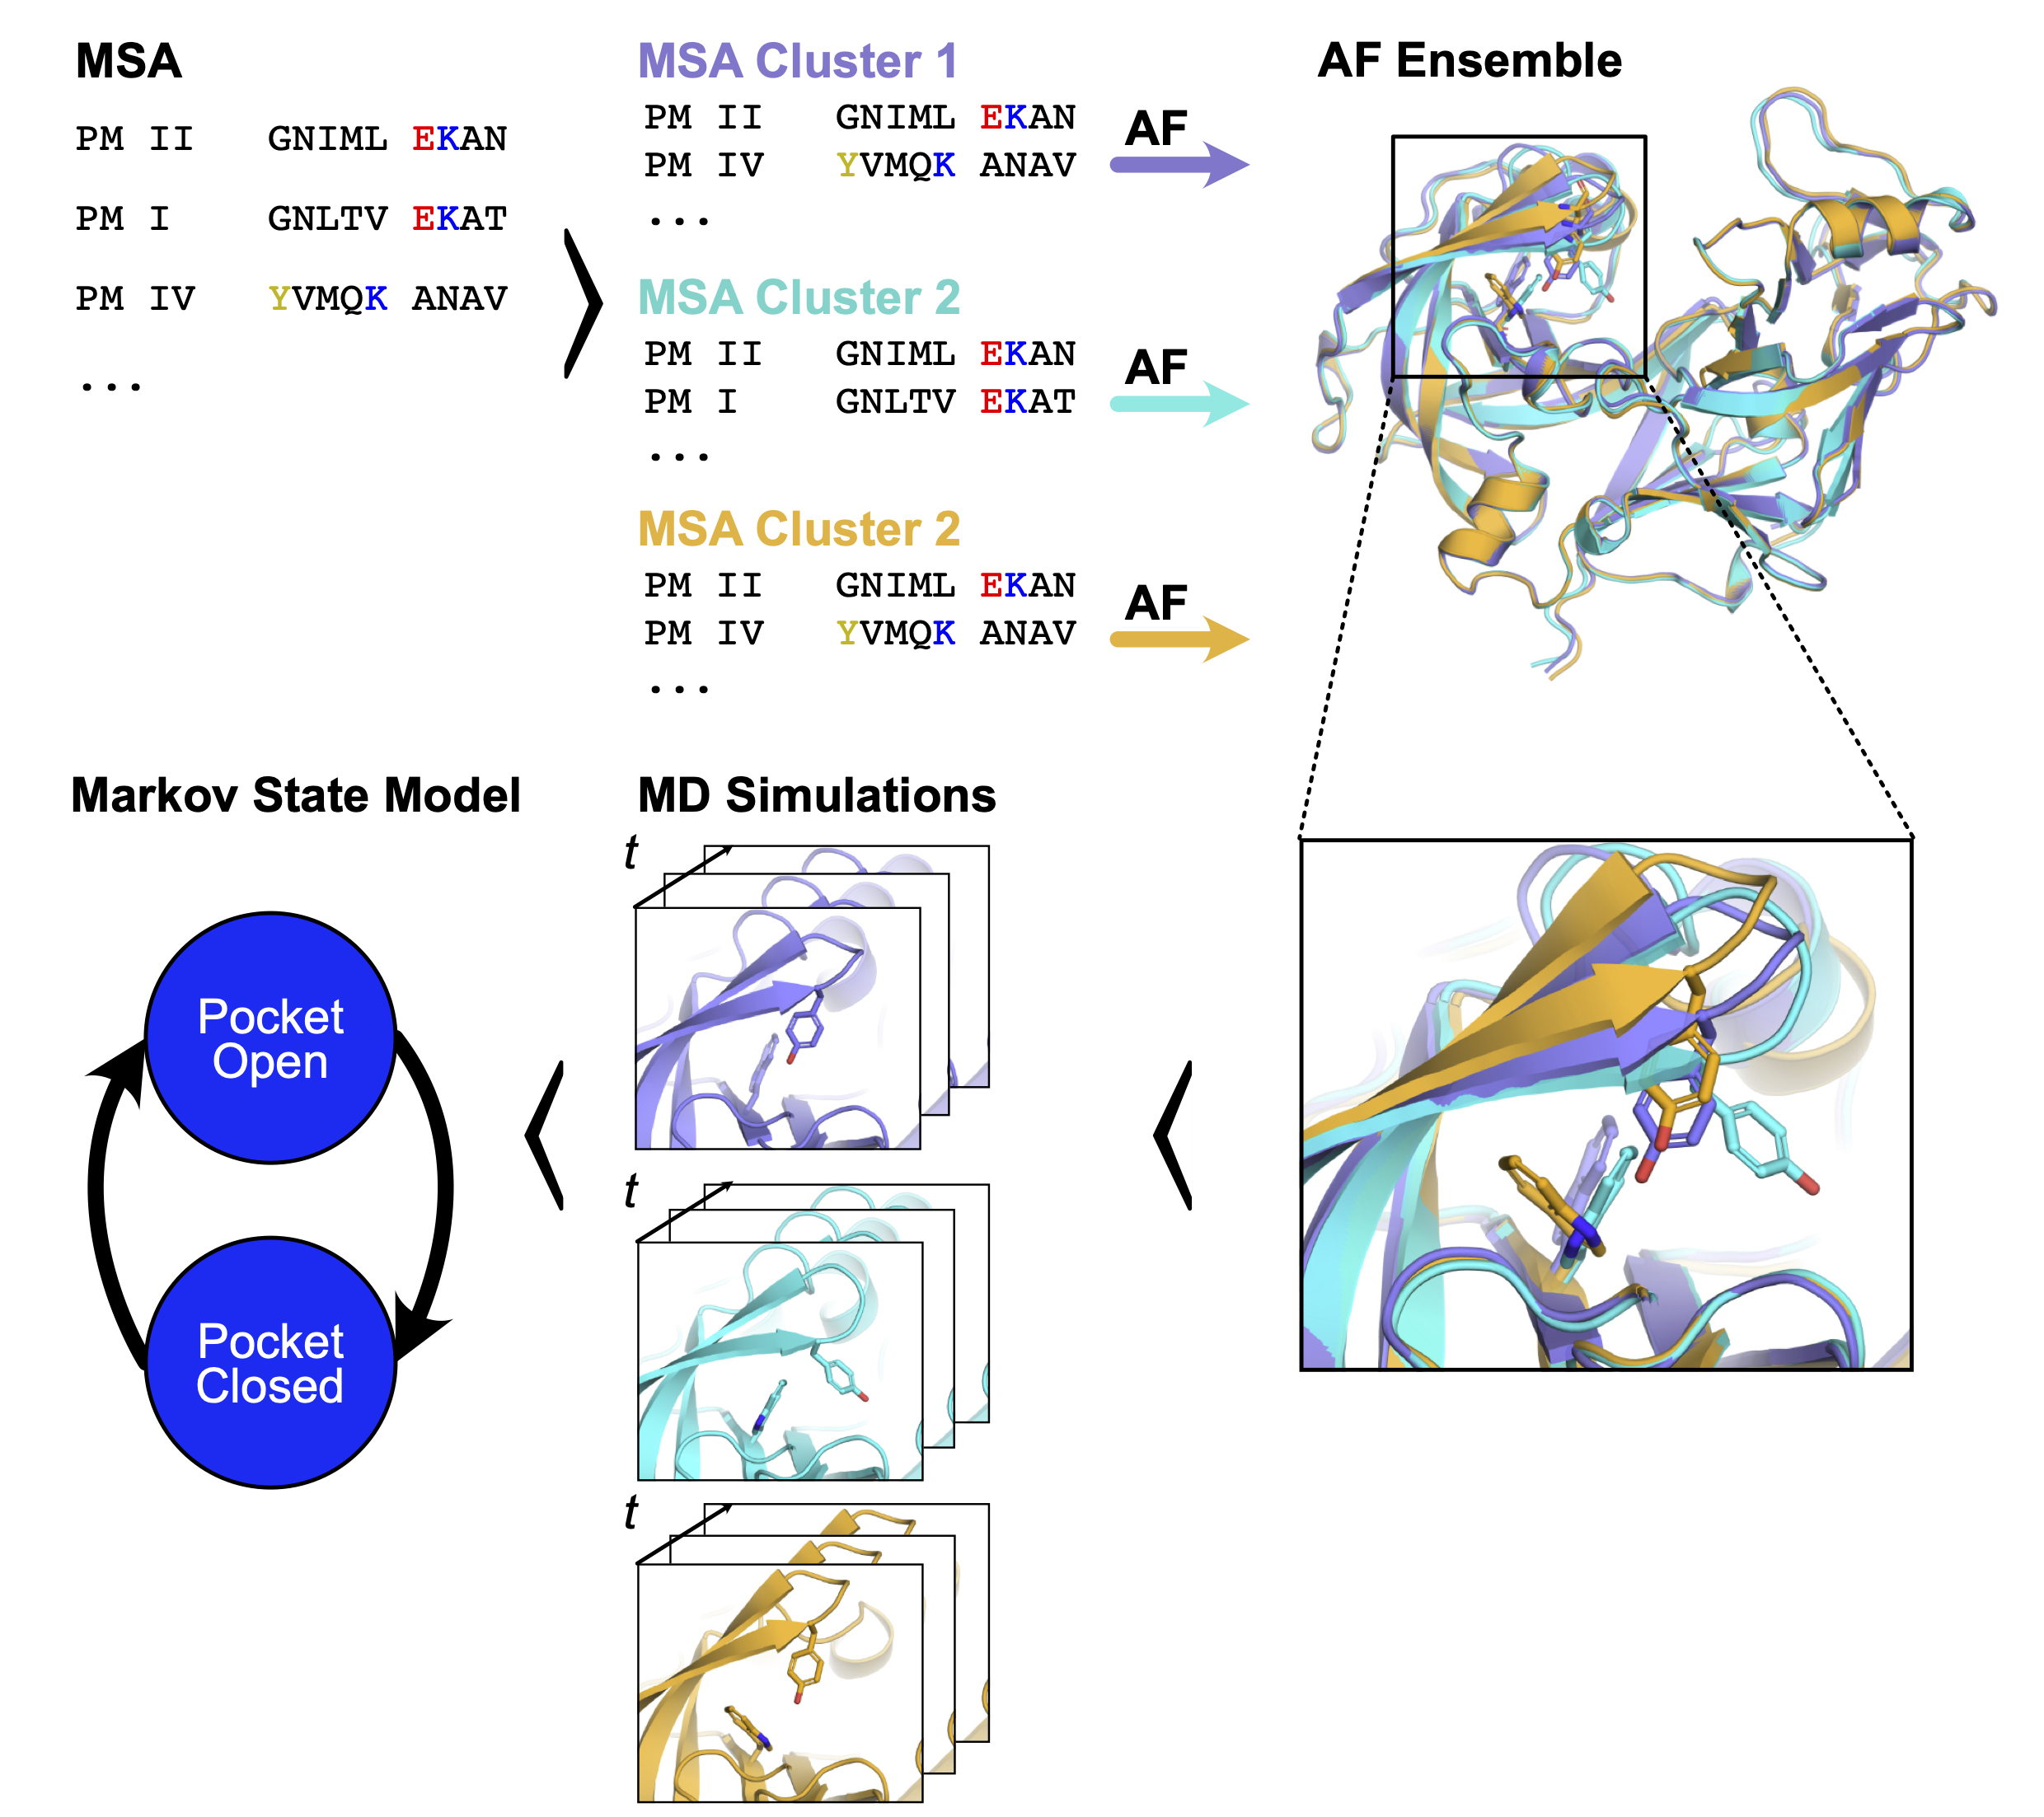 MSA
PM II GNIML EKAN
PM I GNLTV EKAT
PM IV YVMQK ANAV
...
MSA Cluster 1
PM II GNIML EKAN
PM IV YVMQK ANAV
...
AF
MSA Cluster 2
PM II GNIML EKAN
PM I GNLTV EKAT
...
AF
MSA Cluster 2
PM II GNIML EKAN
PM IV YVMQK ANAV
...
AF
AF Ensemble
MD Simulations
t
t
t
Markov State Model
Pocket
Open
Pocket
Closed